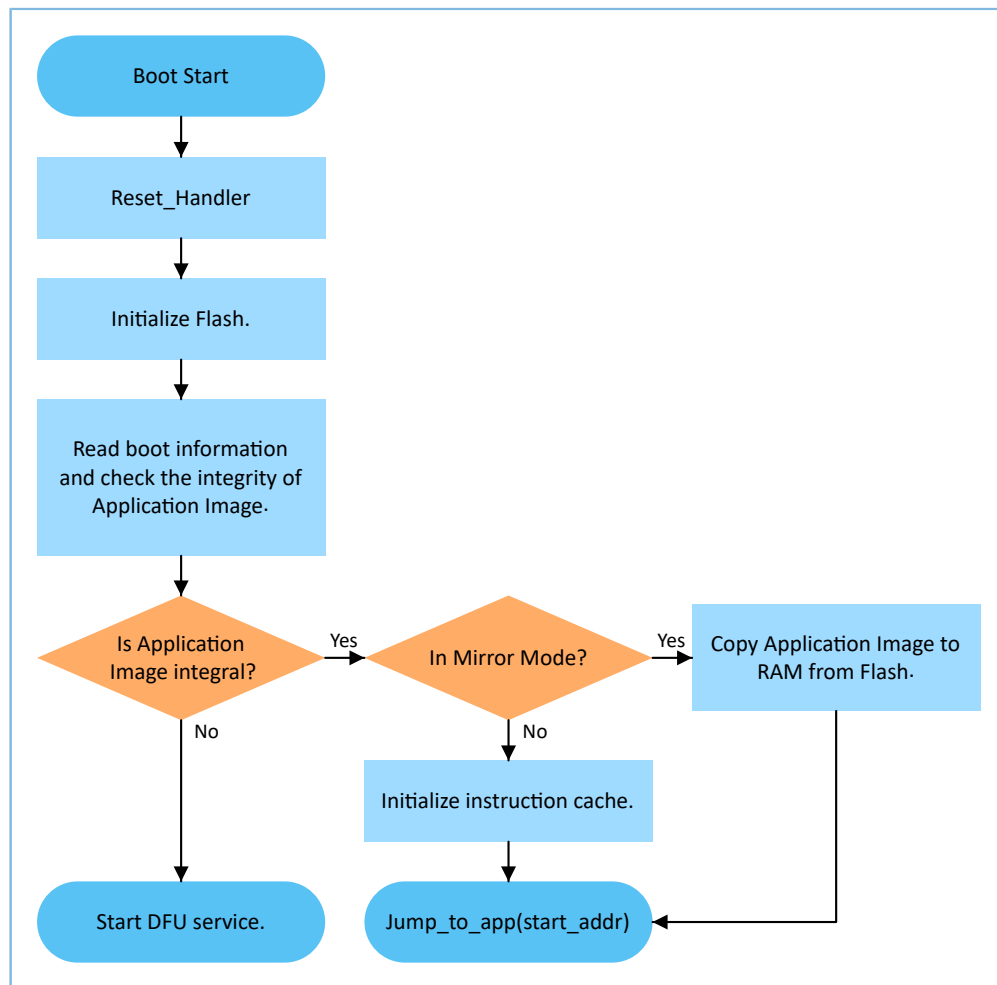 Boot Start
Reset_Handler
Initialize Flash.
Read boot information
and check the integrity of
Application Image.
Is Application
Image integral?
Yes
In Mirror Mode?
Yes
Copy Application Image to
RAM from Flash.
No
No
Initialize instruction cache.
Start DFU service.
Jump_to_app(start_addr)